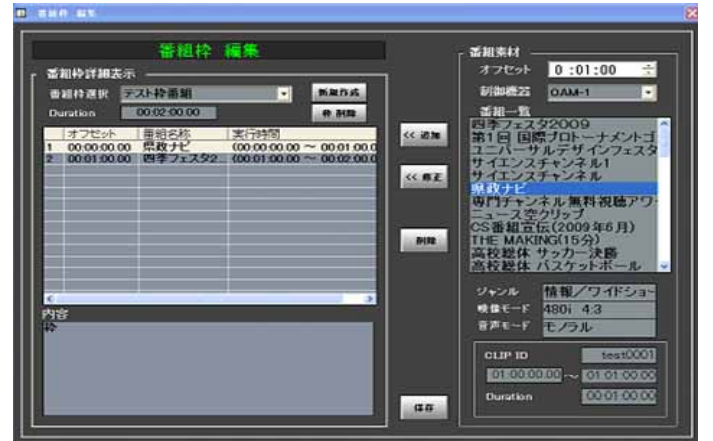 番組枠 編集
番組枠 編集
番組枠詳細表示
番組枠選択 テスト枠番組 新規作成
Duration 00:02:00.00 枠 削除
オフセット 番組名称 実行時間
1 00:00:00.00 県政ナビ (00:00:00.00 ~ 00:01:00.0
2 00:01:00.00 四季フェスタ2 (00:01:00.00 ~ 00:02:00.0
内容
枠
<< 追加
<< 修正
削除
保存
番組素材
オフセット 0 :01:00
制御機器 OAM-1
番組一覧
四季フェスタ2009
第1回 国際プロトーナメントゴ
ユニバーサルデザインフェスタ
サイエンスチャンネル1
サイエンスチャンネル
県政ナビ
専門チャンネル無料視聴アワ
ニュース空クリップ
CS番組宣伝(2009年6月)
THE MAKING(15分)
高校総体 サッカー決勝
高校総体 バスケットボール
ジャンル 情報/ワイドショー
映像モード 480i 4:3
音声モード モノラル
CLIP ID test0001
01:00:00.00 ~ 01:01:00.00
Duration 00:01:00.00